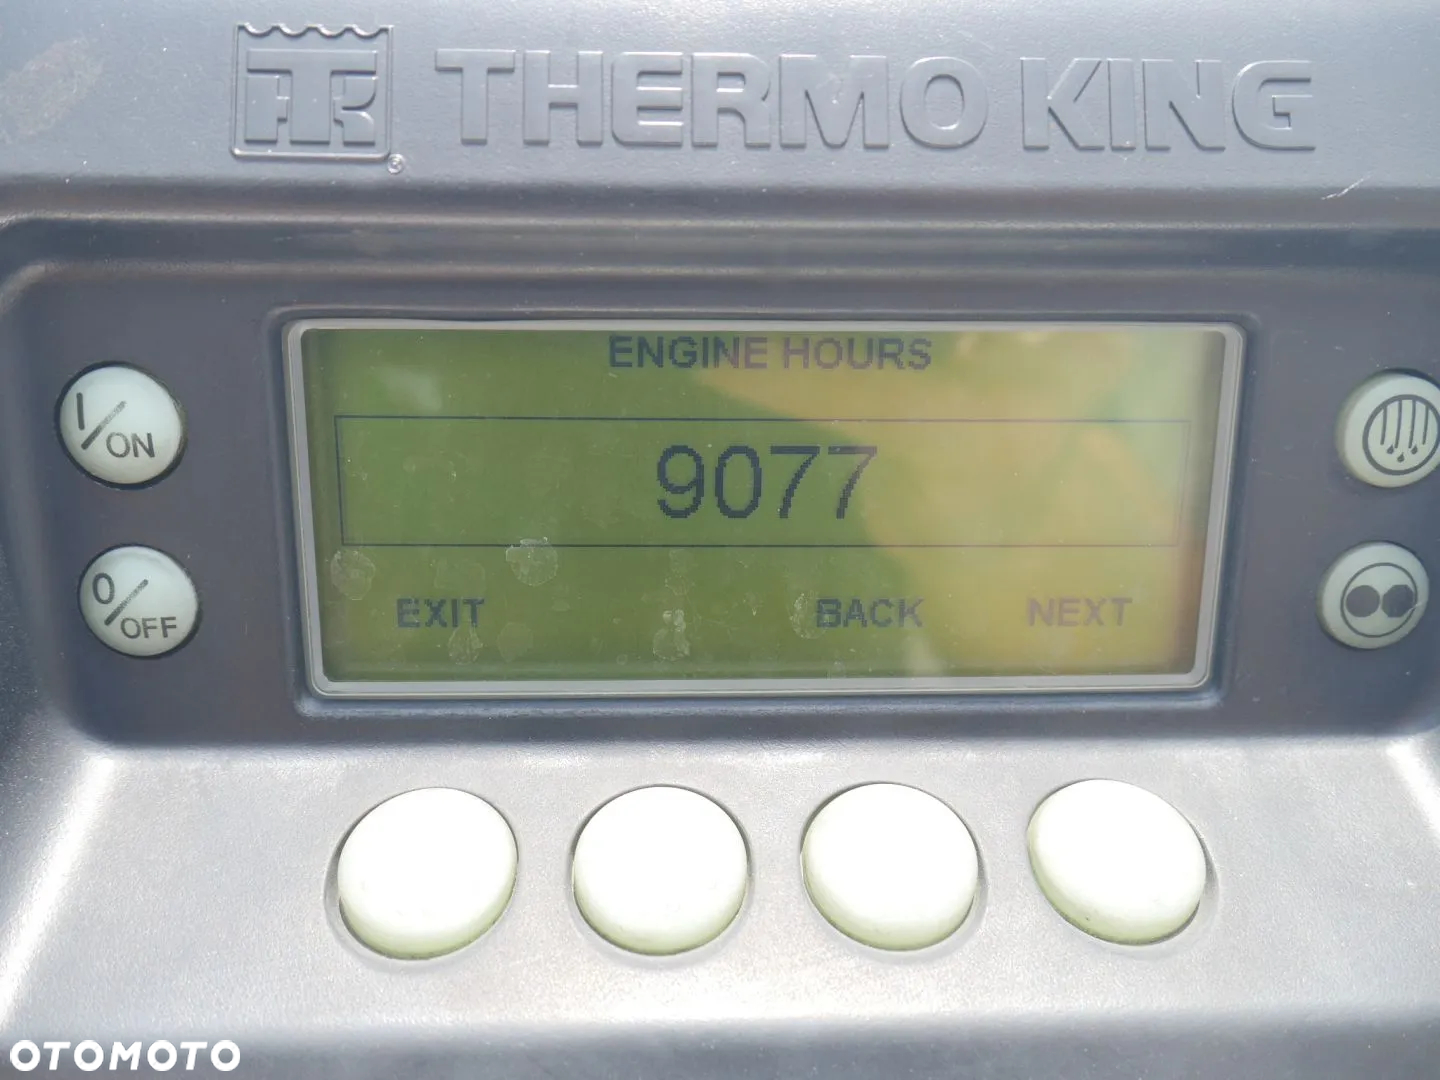 THERMO KING
®
ENGINE HOURS
I/ON
9077
0/OFF
EXIT BACK NEXT
OTOMOTO